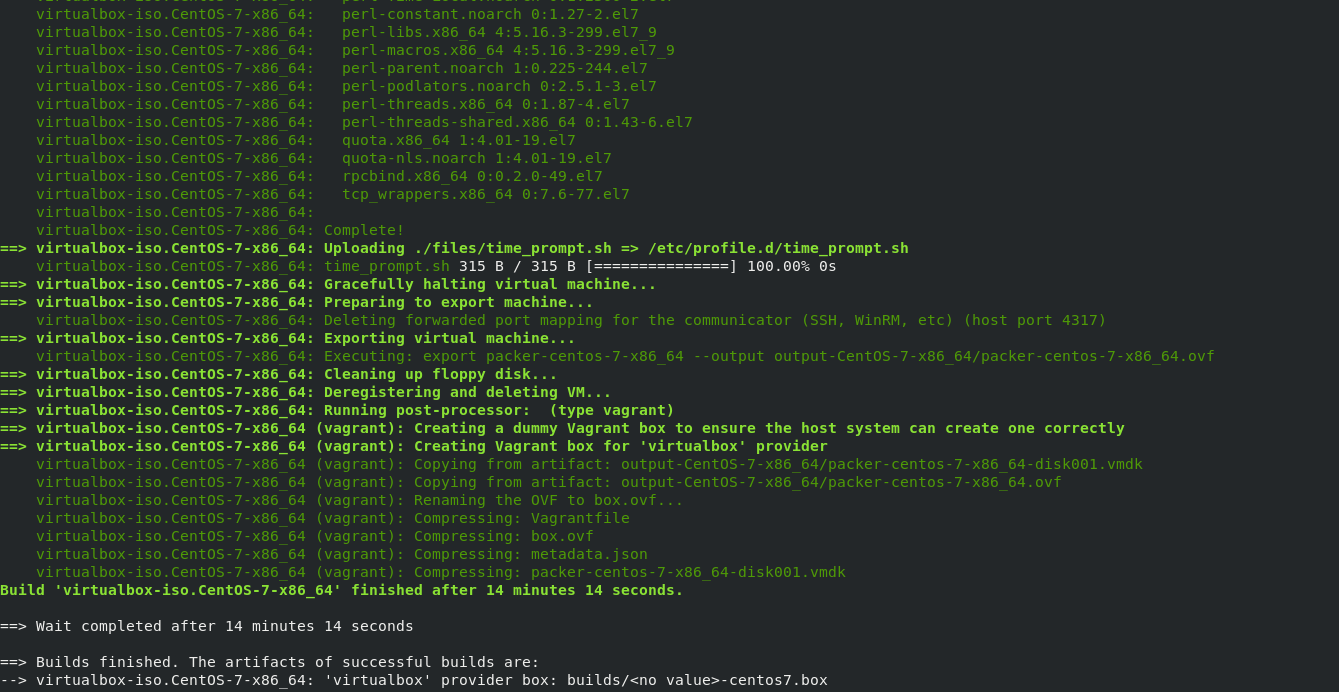 virtualbox-iso.CentOS-7-x86_64:   perl-constant.noarch 0:1.27-2.el7
    virtualbox-iso.CentOS-7-x86_64:   perl-libs.x86_64 4:5.16.3-299.el7_9
    virtualbox-iso.CentOS-7-x86_64:   perl-macros.x86_64 4:5.16.3-299.el7_9
    virtualbox-iso.CentOS-7-x86_64:   perl-parent.noarch 1:0.225-244.el7
    virtualbox-iso.CentOS-7-x86_64:   perl-podlators.noarch 0:2.5.1-3.el7
    virtualbox-iso.CentOS-7-x86_64:   perl-threads.x86_64 0:1.87-4.el7
    virtualbox-iso.CentOS-7-x86_64:   perl-threads-shared.x86_64 0:1.43-6.el7
    virtualbox-iso.CentOS-7-x86_64:   quota.x86_64 1:4.01-19.el7
    virtualbox-iso.CentOS-7-x86_64:   quota-nls.noarch 1:4.01-19.el7
    virtualbox-iso.CentOS-7-x86_64:   rpcbind.x86_64 0:0.2.0-49.el7
    virtualbox-iso.CentOS-7-x86_64:   tcp_wrappers.x86_64 0:7.6-77.el7
    virtualbox-iso.CentOS-7-x86_64:
    virtualbox-iso.CentOS-7-x86_64: Complete!
==> virtualbox-iso.CentOS-7-x86_64: Uploading ./files/time_prompt.sh => /etc/profile.d/time_prompt.sh
    virtualbox-iso.CentOS-7-x86_64: time_prompt.sh 315 B / 315 B [===============] 100.00% 0s
==> virtualbox-iso.CentOS-7-x86_64: Gracefully halting virtual machine...
==> virtualbox-iso.CentOS-7-x86_64: Preparing to export machine...
    virtualbox-iso.CentOS-7-x86_64: Deleting forwarded port mapping for the communicator (SSH, WinRM, etc) (host port 4317)
==> virtualbox-iso.CentOS-7-x86_64: Exporting virtual machine...
    virtualbox-iso.CentOS-7-x86_64: Executing: export packer-centos-7-x86_64 --output output-CentOS-7-x86_64/packer-centos-7-x86_64.ovf
==> virtualbox-iso.CentOS-7-x86_64: Cleaning up floppy disk...
==> virtualbox-iso.CentOS-7-x86_64: Deregistering and deleting VM...
==> virtualbox-iso.CentOS-7-x86_64: Running post-processor:  (type vagrant)
==> virtualbox-iso.CentOS-7-x86_64 (vagrant): Creating a dummy Vagrant box to ensure the host system can create one correctly
==> virtualbox-iso.CentOS-7-x86_64 (vagrant): Creating Vagrant box for 'virtualbox' provider
    virtualbox-iso.CentOS-7-x86_64 (vagrant): Copying from artifact: output-CentOS-7-x86_64/packer-centos-7-x86_64-disk001.vmdk
    virtualbox-iso.CentOS-7-x86_64 (vagrant): Copying from artifact: output-CentOS-7-x86_64/packer-centos-7-x86_64.ovf
    virtualbox-iso.CentOS-7-x86_64 (vagrant): Renaming the OVF to box.ovf...
    virtualbox-iso.CentOS-7-x86_64 (vagrant): Compressing: Vagrantfile
    virtualbox-iso.CentOS-7-x86_64 (vagrant): Compressing: box.ovf
    virtualbox-iso.CentOS-7-x86_64 (vagrant): Compressing: metadata.json
    virtualbox-iso.CentOS-7-x86_64 (vagrant): Compressing: packer-centos-7-x86_64-disk001.vmdk
Build 'virtualbox-iso.CentOS-7-x86_64' finished after 14 minutes 14 seconds.

==> Wait completed after 14 minutes 14 seconds

==> Builds finished. The artifacts of successful builds are:
--> virtualbox-iso.CentOS-7-x86_64: 'virtualbox' provider box: builds/<no value>-centos7.box